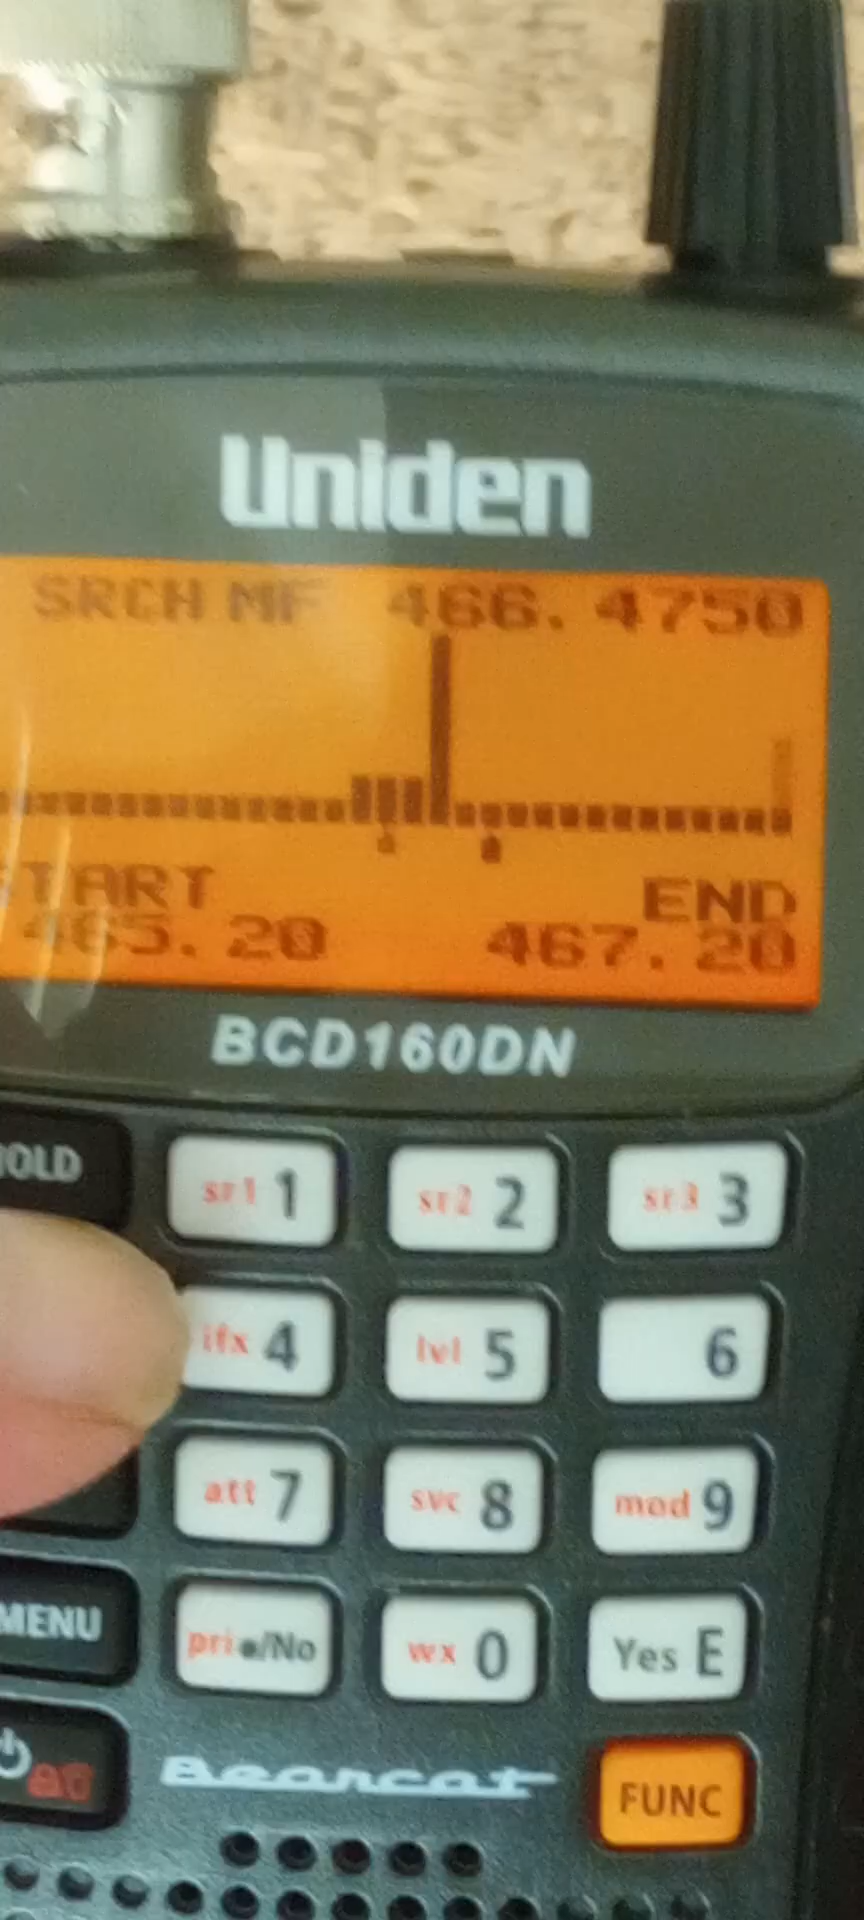 Uniden
SRCH MF 466.4750
START END
465.20 467.20
BCD160DN
HOLD sr1 1 sr2 2 sr3 3
ifx 4 lvl 5 6
att 7 svc 8 mod 9
MENU pri •/No wx 0 Yes E
Bearcat FUNC